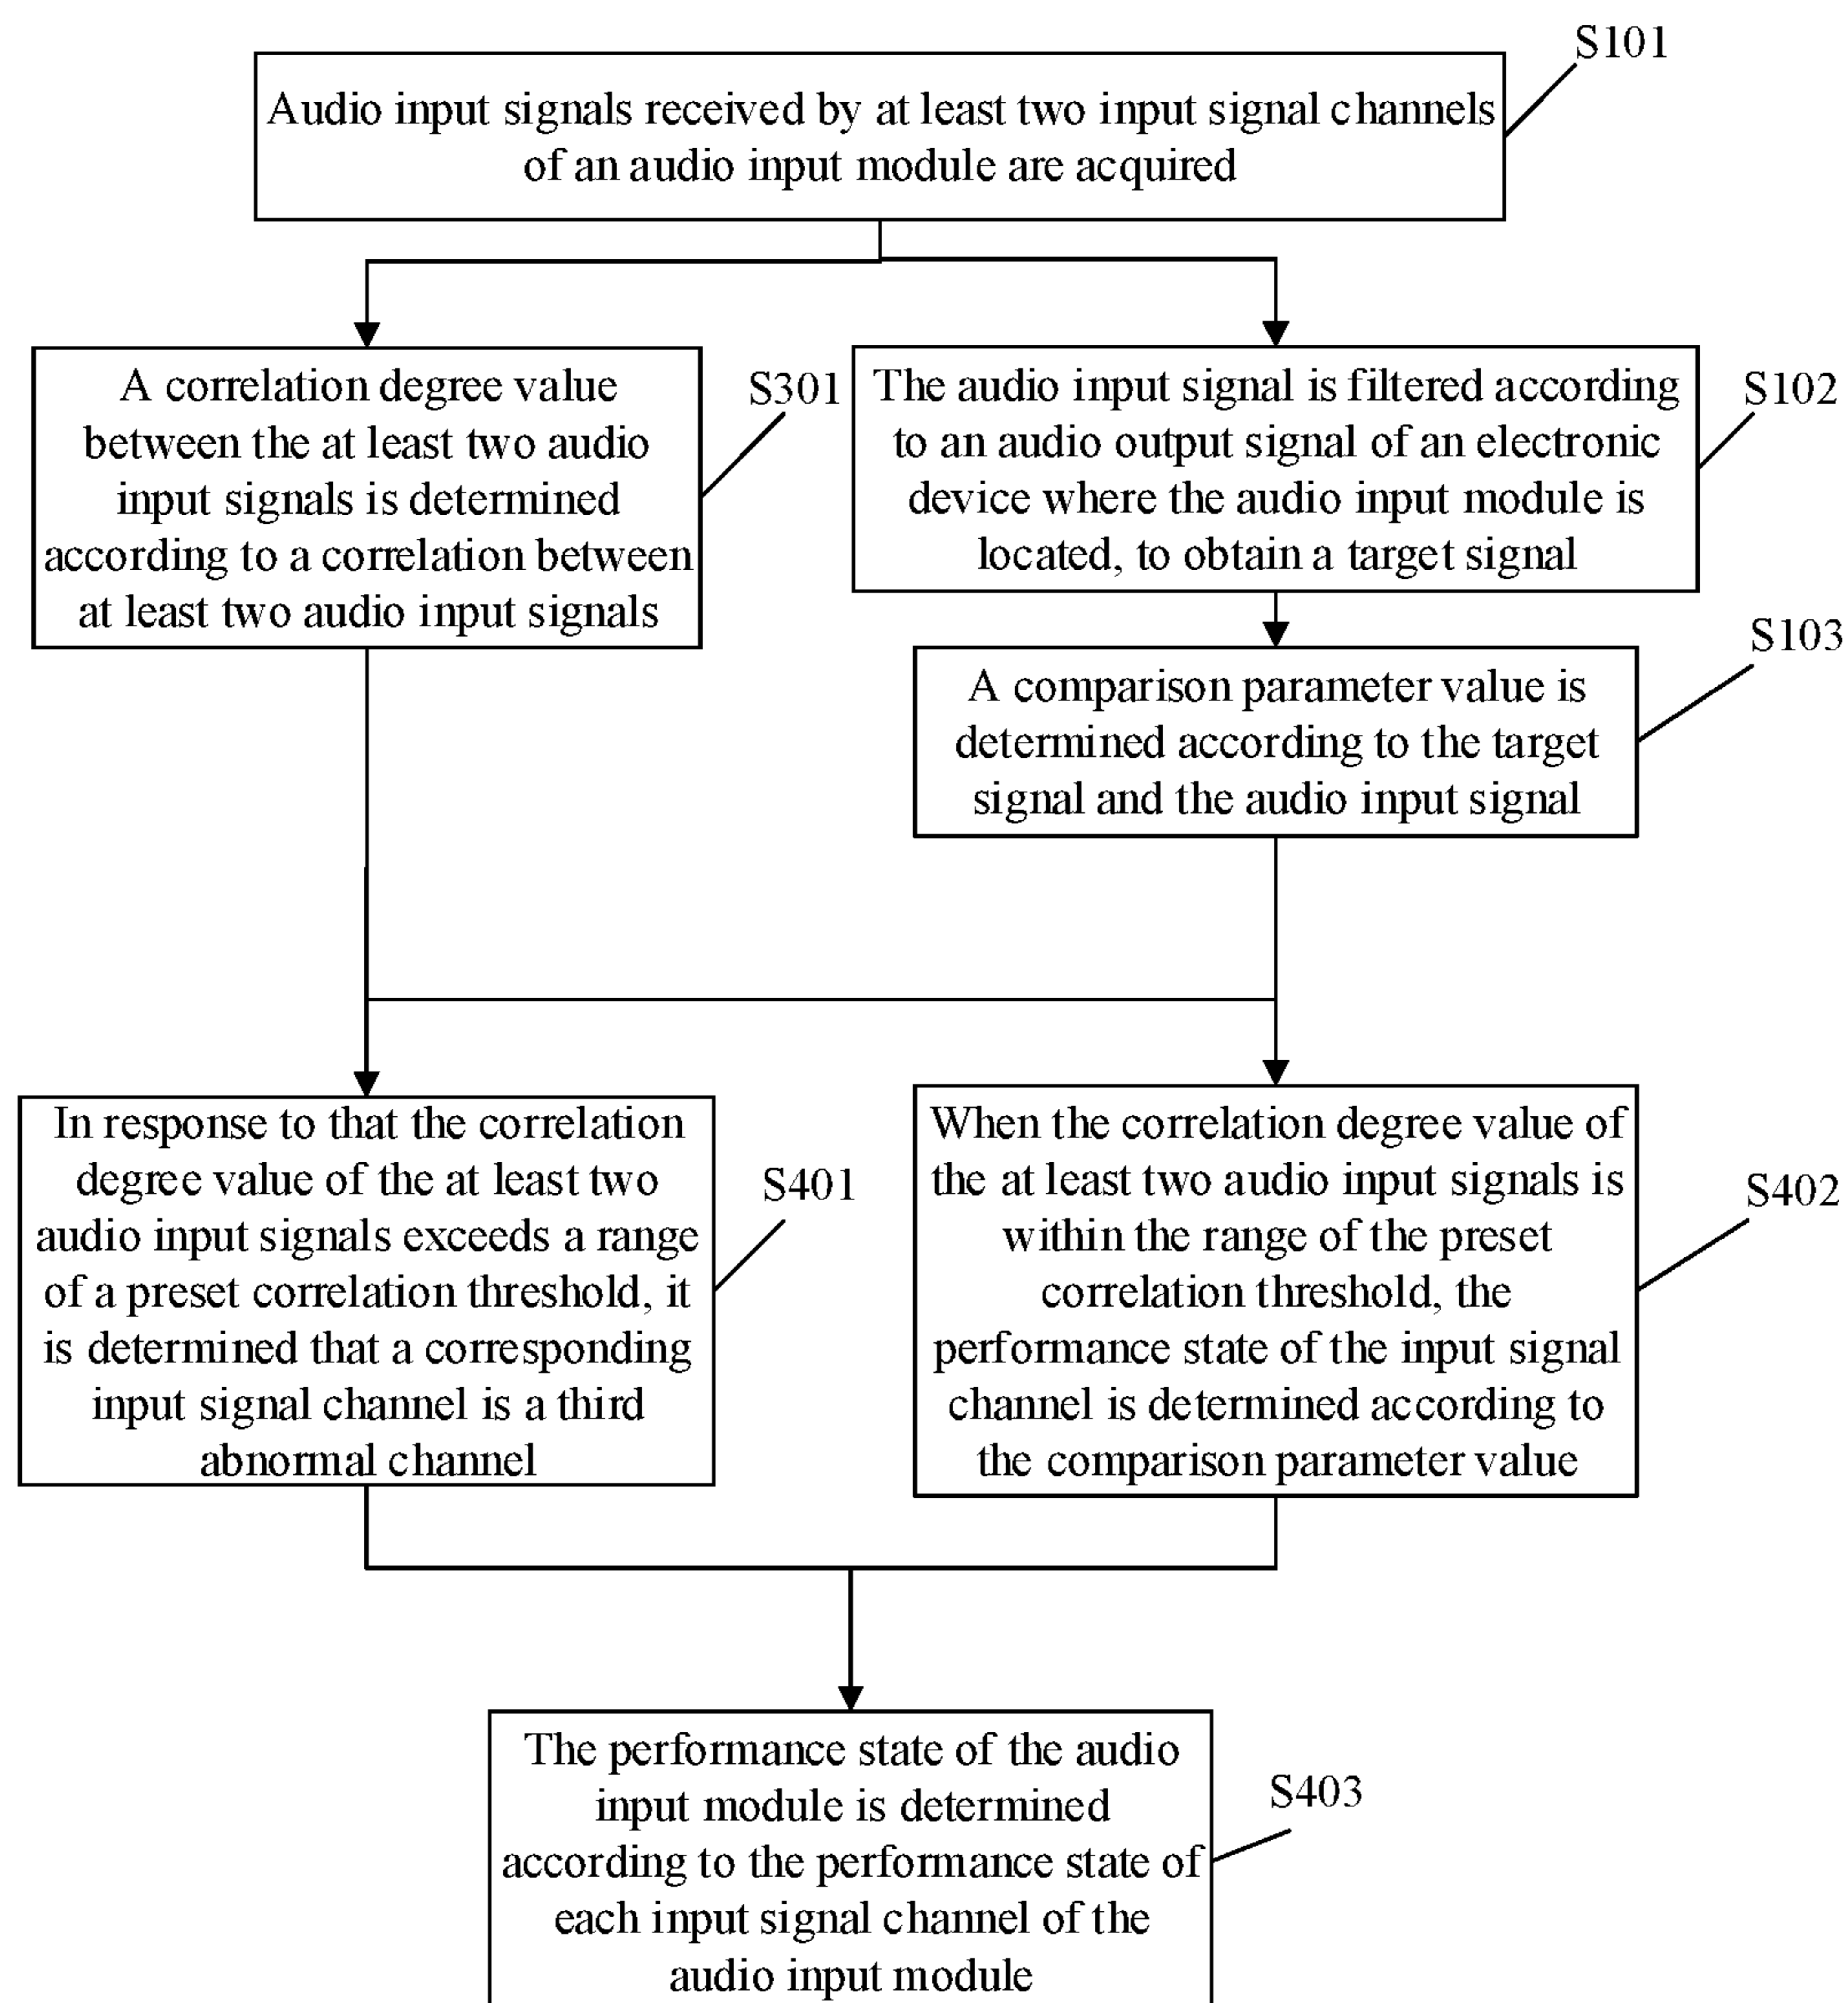 S101
Audio input signals received by at least two input signal channels
of an audio input module are acquired
A correlation degree value
between the at least two audio
input signals is determined
according to a correlation between
at least two audio input signals
S301
The audio input signal is filtered according
to an audio output signal of an electronic
device where the audio input module is
located, to obtain a target signal
S102
A comparison parameter value is
determined according to the target
signal and the audio input signal
S103
In response to that the correlation
degree value of the at least two
audio input signals exceeds a range
of a preset correlation threshold, it
is determined that a corresponding
input signal channel is a third
abnormal channel
S401
When the correlation degree value of
the at least two audio input signals is
within the range of the preset
correlation threshold, the
performance state of the input signal
channel is determined according to
the comparison parameter value
S402
The performance state of the audio
input module is determined
according to the performance state of
each input signal channel of the
audio input module
S403